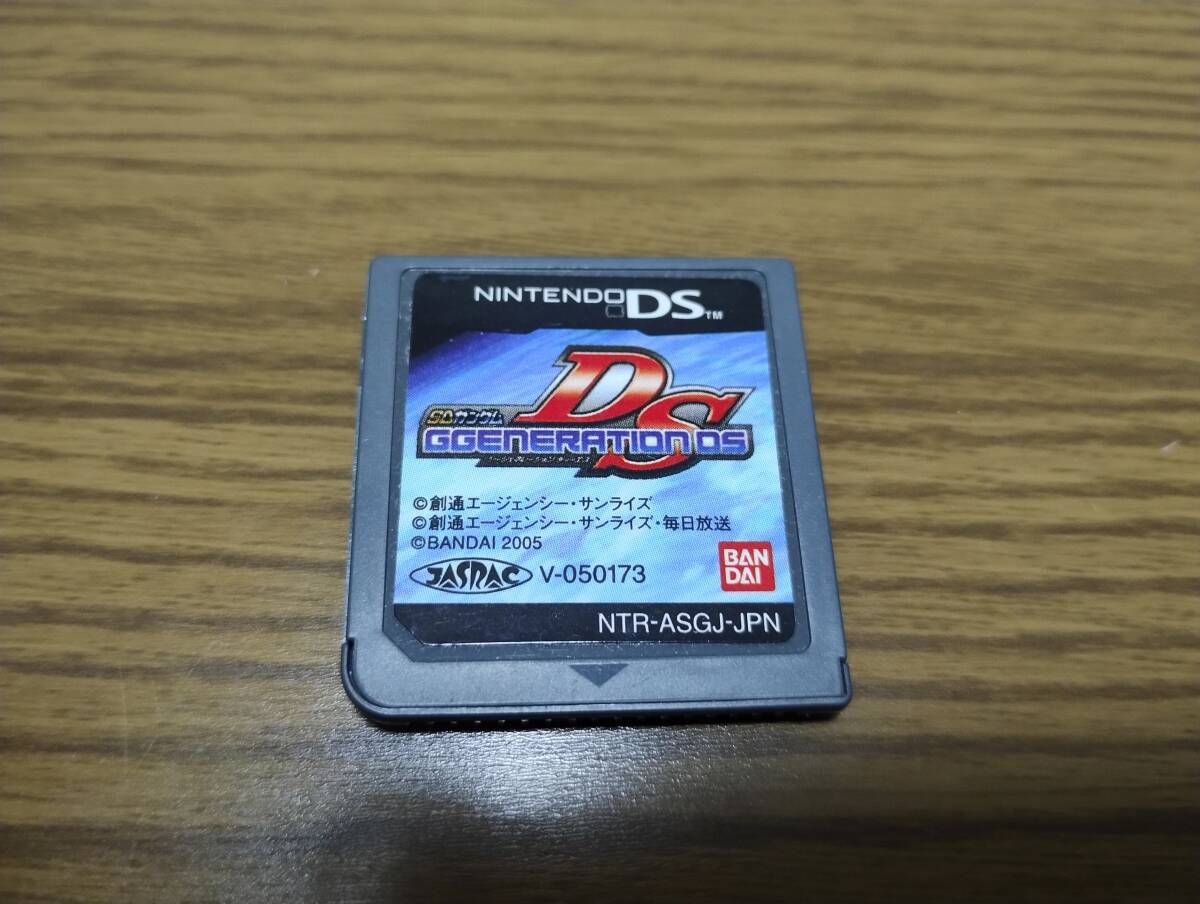 NINTENDO DS™
DS
SDガンダム
GGENERATION DS
©創通エージェンシー・サンライズ
©創通エージェンシー・サンライズ・毎日放送
©BANDAI 2005
JASRAC V-050173
BAN
DAI
NTR-ASGJ-JPN